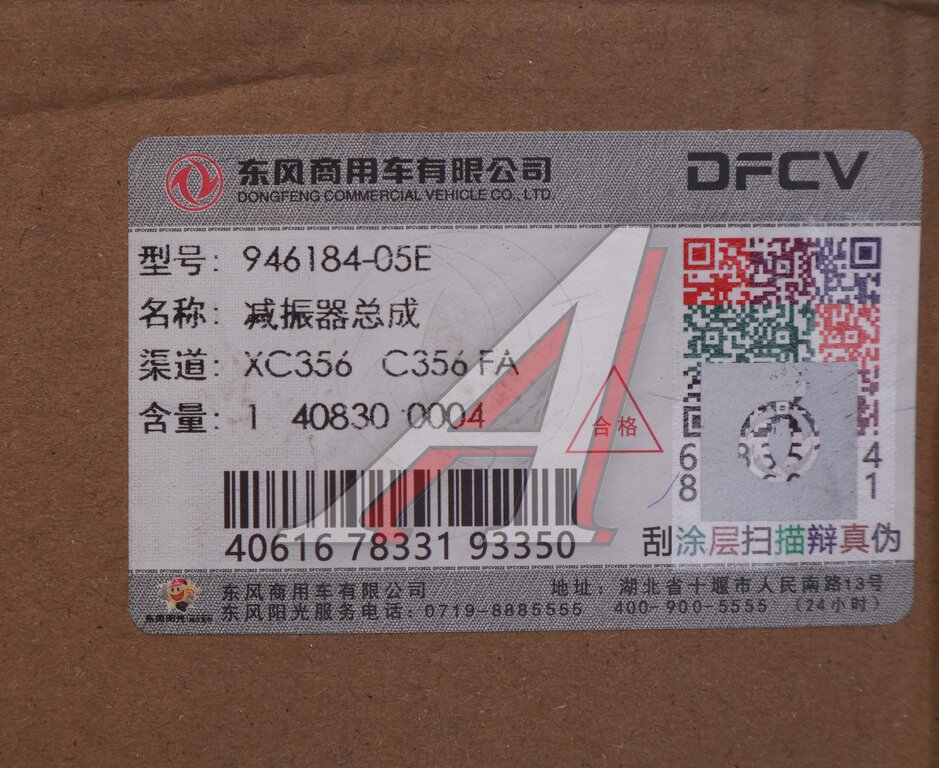 东风商用车有限公司
DONGFENG COMMERCIAL VEHICLE CO., LTD.
DFCV
型号: 946184-05E
名称: 减振器总成
渠道: XC356 C356 FA
含量: 1 40830 0004
合格
40616 78331 93350
刮涂层扫描辩真伪
东风商用车有限公司
地址: 湖北省十堰市人民南路13号
东风阳光服务电话: 0719-8885555 400-900-5555 (24小时)